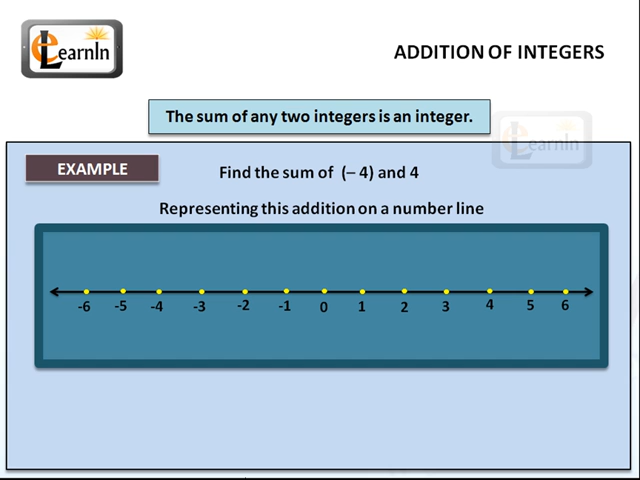 eLearnIn
ADDITION OF INTEGERS
The sum of any two integers is an integer.
eLearnIn
EXAMPLE
Find the sum of (– 4) and 4
Representing this addition on a number line
-6 -5 -4 -3 -2 -1 0 1 2 3 4 5 6